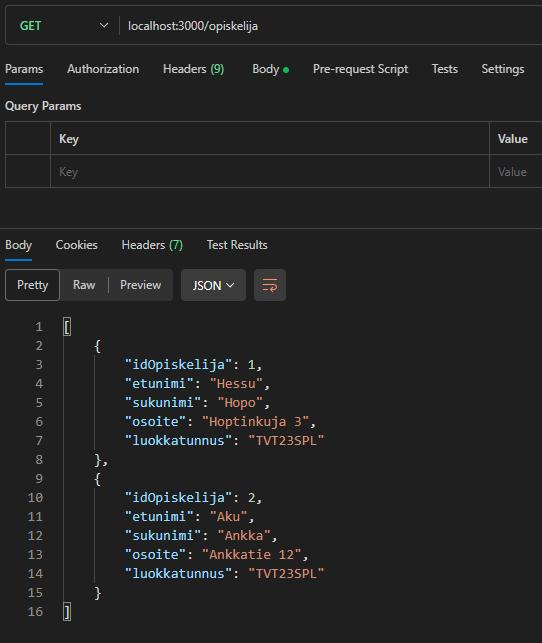 GET localhost:3000/opiskelija
Params Authorization Headers (9) Body Pre-request Script Tests Settings
Query Params
Key Value
Key Value
Body Cookies Headers (7) Test Results
Pretty Raw Preview JSON
1 [
2 {
3 "idOpiskelija": 1,
4 "etunimi": "Hessu",
5 "sukunimi": "Hopo",
6 "osoite": "Hoptinkuja 3",
7 "luokkatunnus": "TVT23SPL"
8 },
9 {
10 "idOpiskelija": 2,
11 "etunimi": "Aku",
12 "sukunimi": "Ankka",
13 "osoite": "Ankkatie 12",
14 "luokkatunnus": "TVT23SPL"
15 }
16 ]